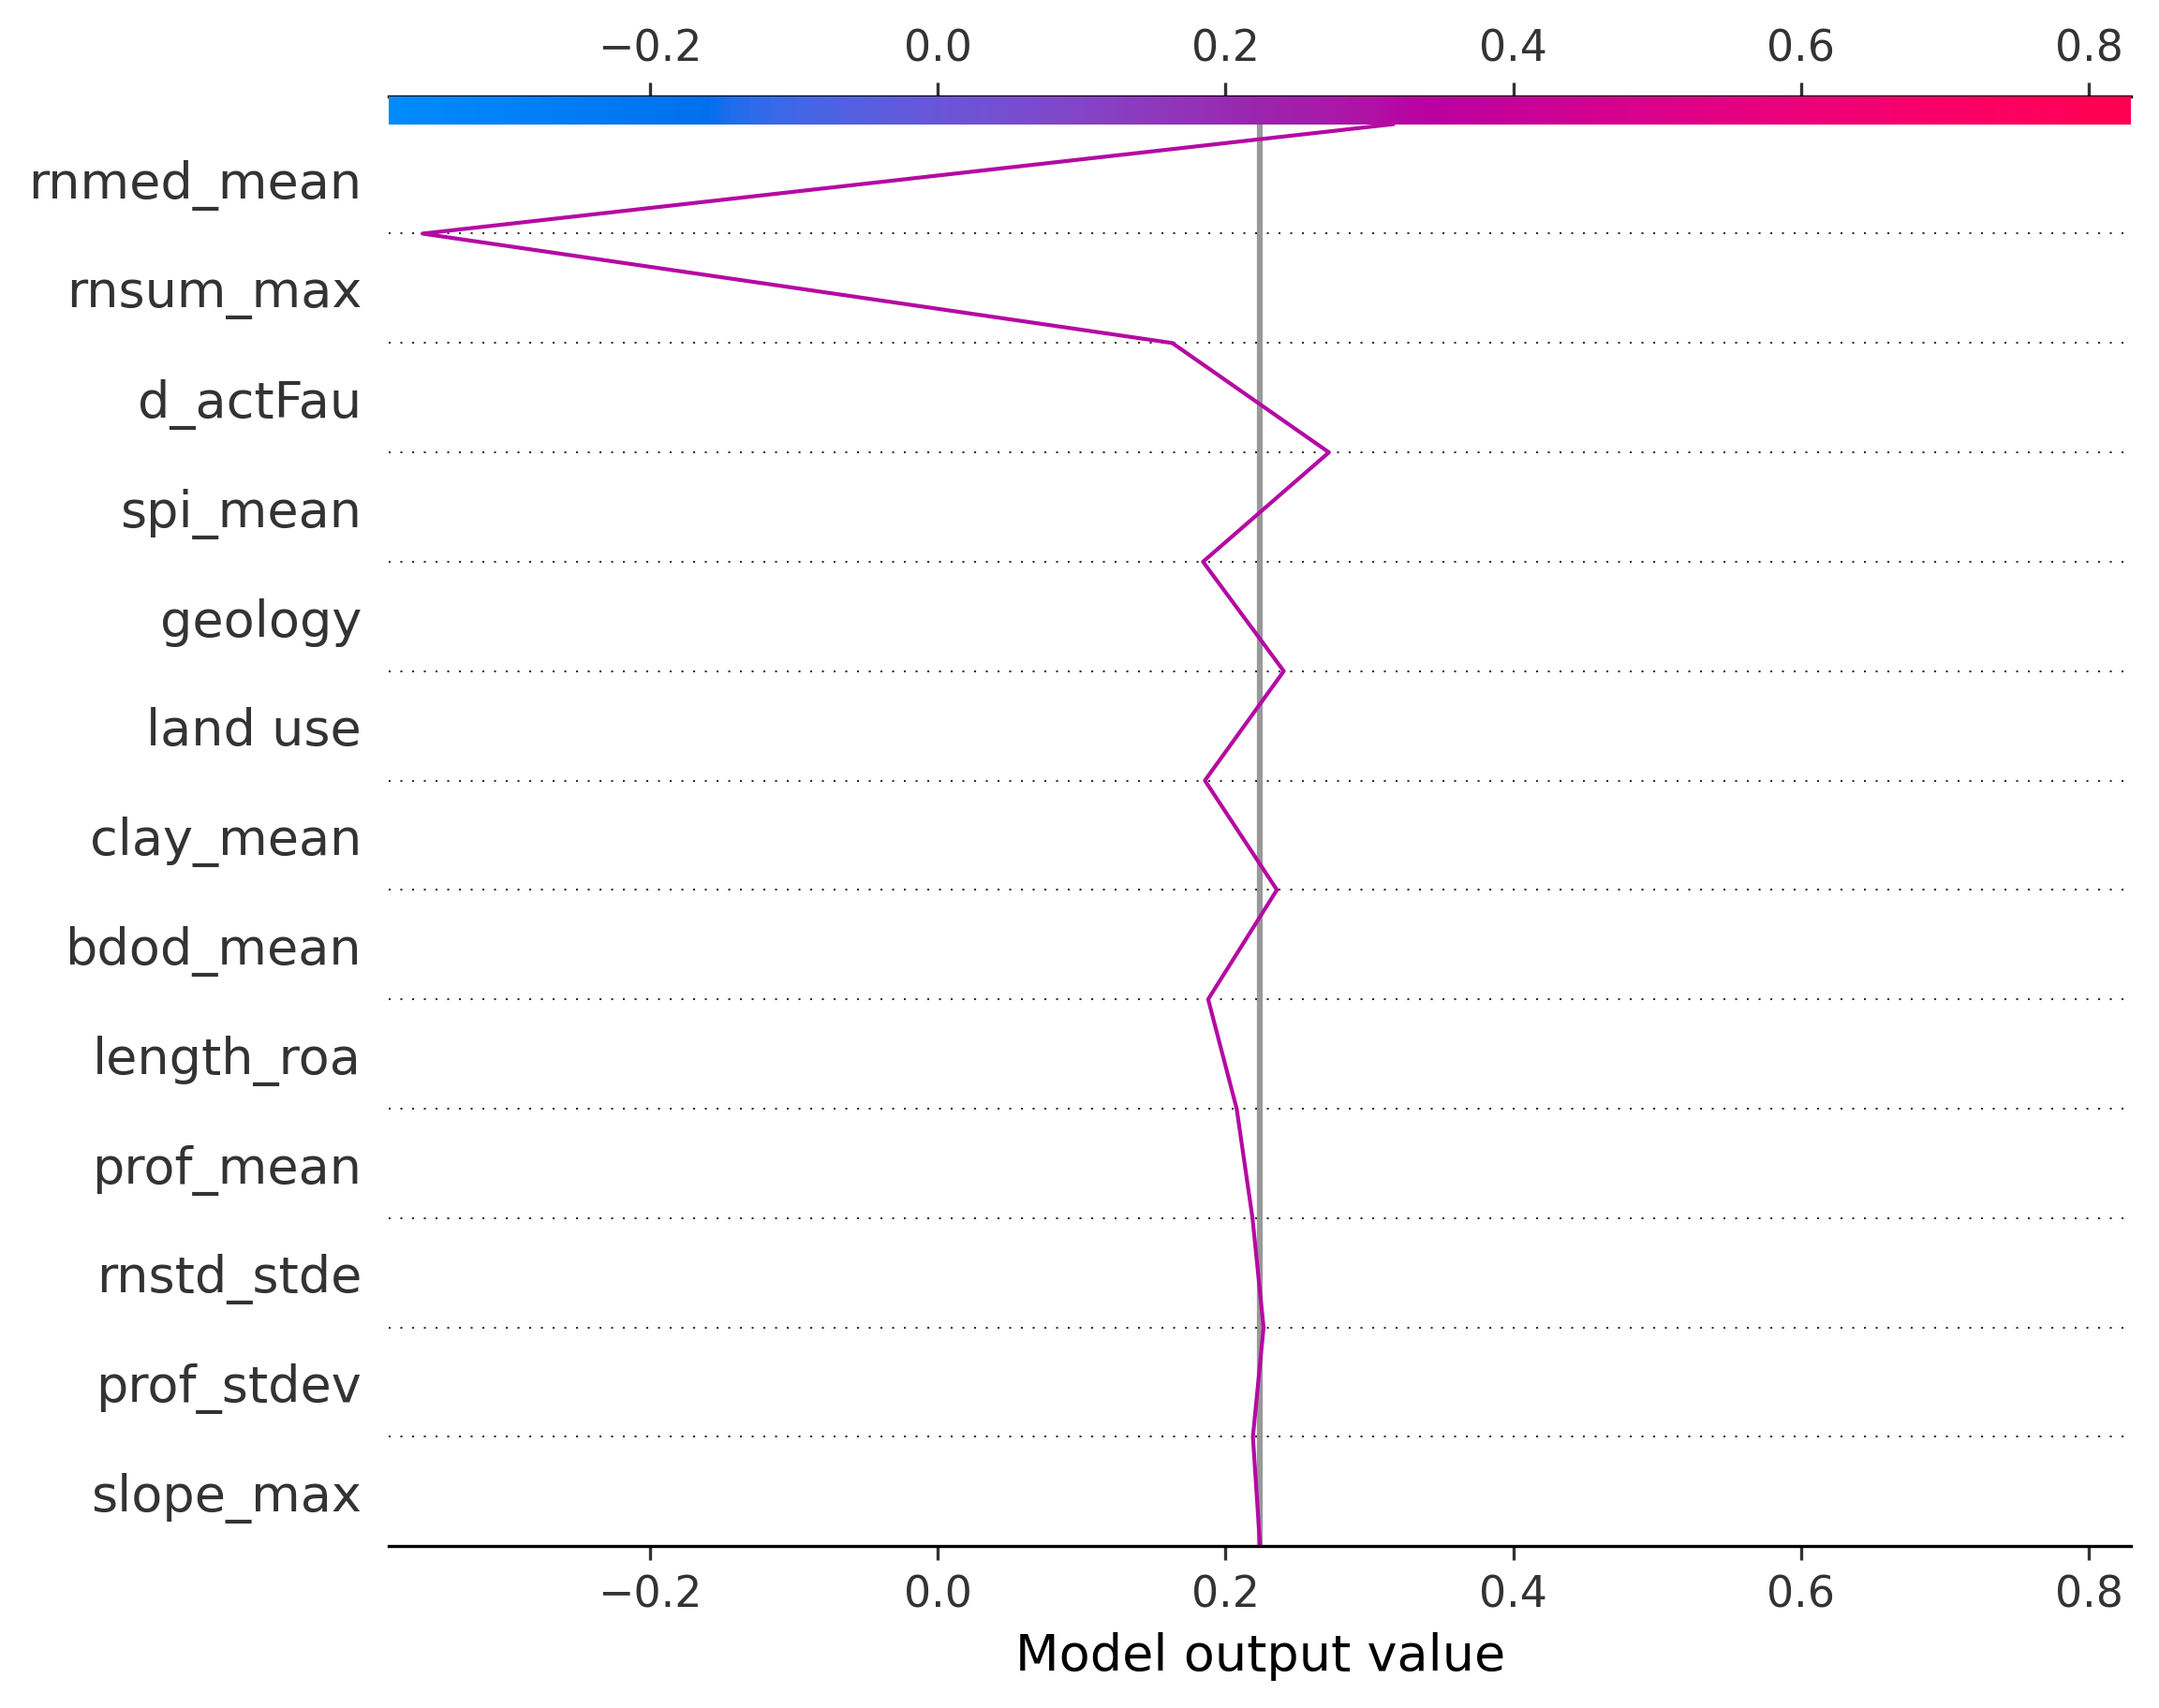 −0.2 0.0 0.2 0.4 0.6 0.8
rnmed_mean
rnsum_max
d_actFau
spi_mean
geology
land use
clay_mean
bdod_mean
length_roa
prof_mean
rnstd_stde
prof_stdev
slope_max
−0.2 0.0 0.2 0.4 0.6 0.8
Model output value